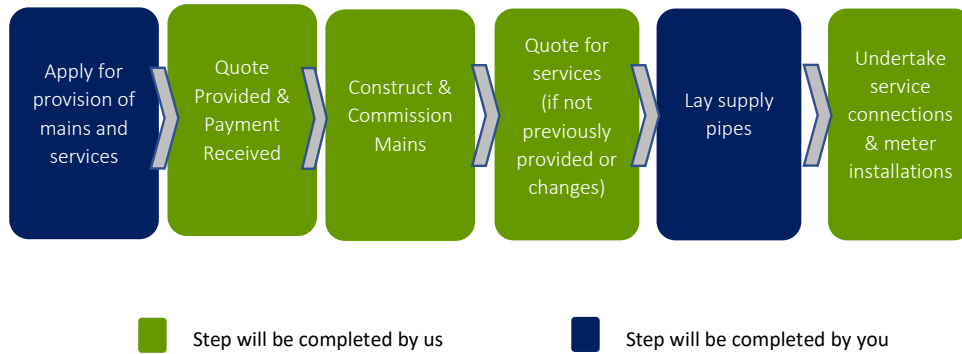 Apply for
provision of
mains and
services
Quote
Provided &
Payment
Received
Construct &
Commission
Mains
Quote for
services
(if not
previously
provided or
changes)
Lay supply
pipes
Undertake
service
connections
& meter
installations
Step will be completed by us
Step will be completed by you